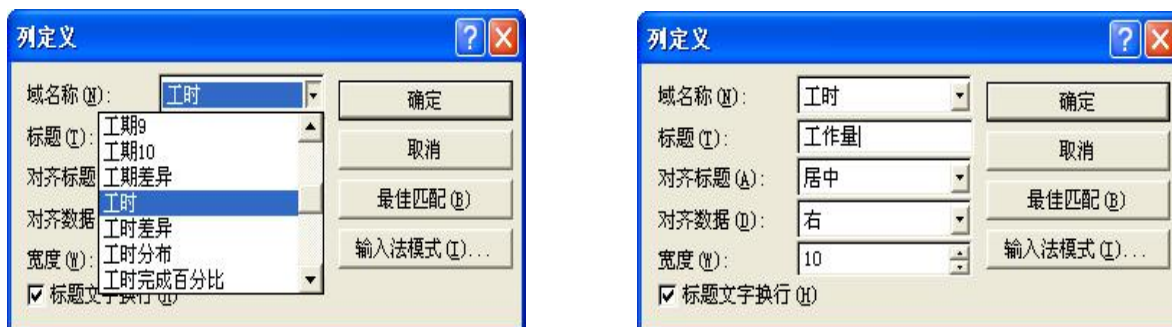 列定义
域名称(N): 工时 确定
标题(T): 工期9
工期10 取消
对齐标题 工期差异
工时 最佳匹配(B)
对齐数据 工时差异
工时分布 输入法模式(I)...
宽度(W): 工时完成百分比
标题文字换行(H)
列定义
域名称(N): 工时 确定
标题(T): 工作量 取消
对齐标题(A): 居中 最佳匹配(B)
对齐数据(D): 右
宽度(W): 10 输入法模式(I)...
标题文字换行(H)